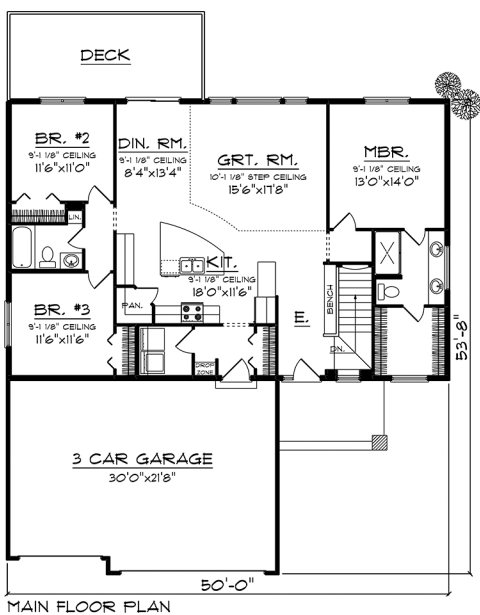 DECK
BR. #2
9'-1 1/8" CEILING
11'6"x11'0"
DIN. RM.
9'-1 1/8" CEILING
8'4"x13'4"
GRT. RM.
10'-1 1/8" STEP CEILING
15'6"x17'8"
MBR.
9'-1 1/8" CEILING
13'0"x14'0"
LIN.
KIT.
9'-1 1/8" CEILING
18'0"x11'6"
BR. #3
9'-1 1/8" CEILING
11'6"x11'6"
PAN.
BENCH
E.
DN.
DROP
ZONE
53'-8"
3 CAR GARAGE
30'0"x21'8"
50'-0"
MAIN FLOOR PLAN